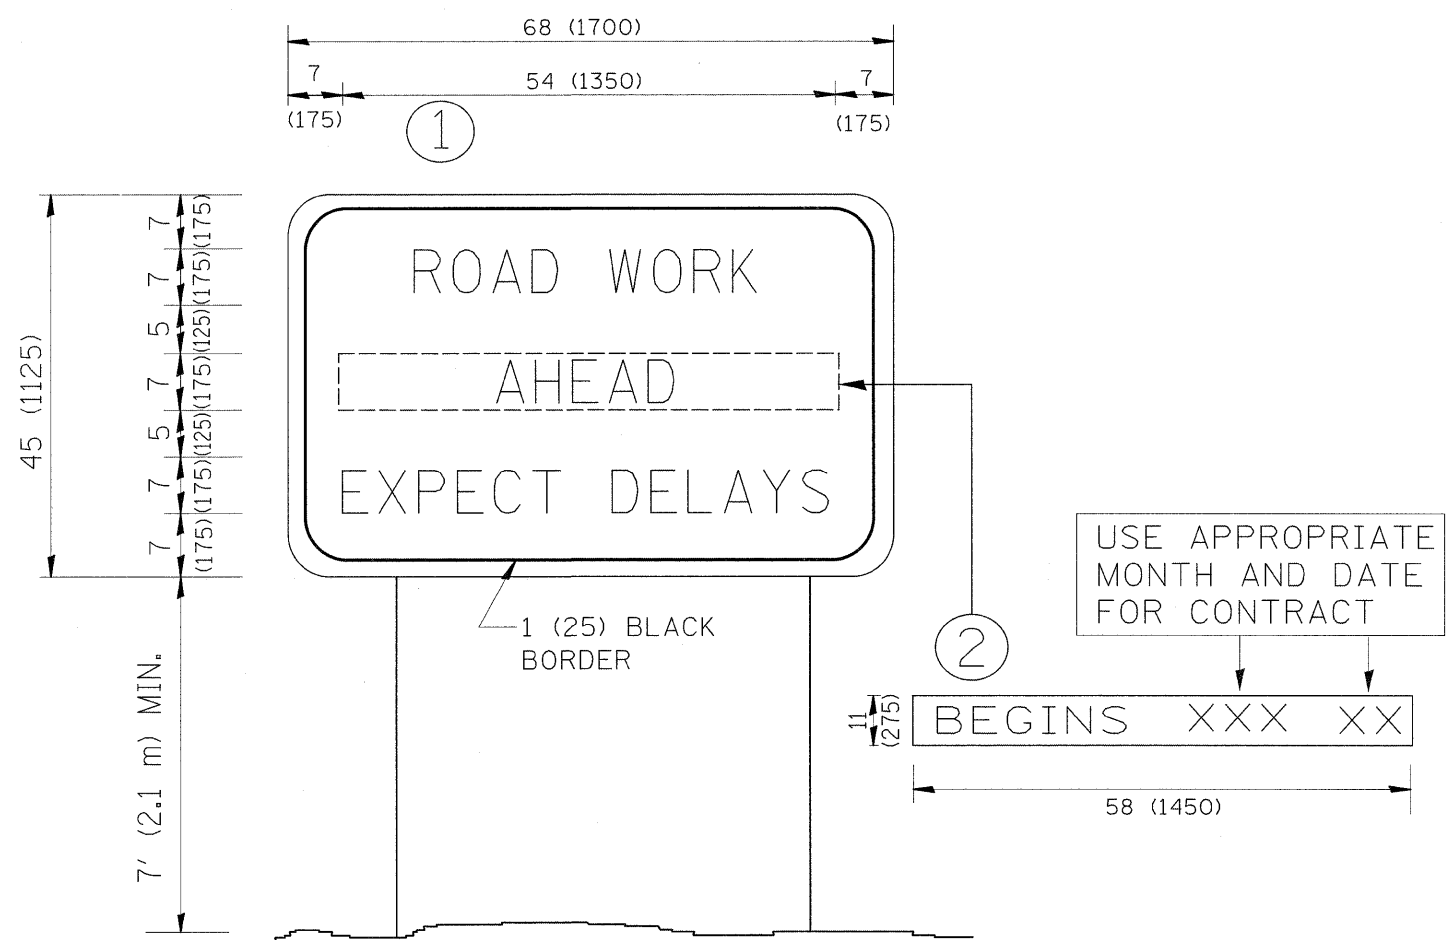 68 (1700)
7
54 (1350)
7
(175)
(175)
1
45 (1125)
7
(175)
7
(175)
5
(125)
7
(175)
5
(125)
7
(175)
7
(175)
ROAD WORK
AHEAD
EXPECT DELAYS
1 (25) BLACK
BORDER
7' (2.1 m) MIN.
2
USE APPROPRIATE
MONTH AND DATE
FOR CONTRACT
11
(275)
BEGINS XXX XX
58 (1450)